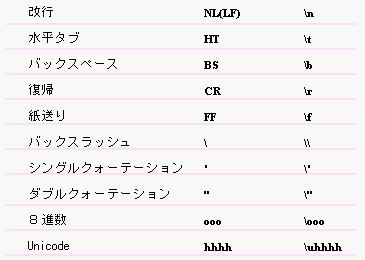 改行 NL(LF) \n
水平タブ HT \t
バックスペース BS \b
復帰 CR \r
紙送り FF \f
バックスラッシュ \ \\
シングルクォーテーション ' \'
ダブルクォーテーション " \"
８進数 ooo \ooo
Unicode hhhh \uhhhh